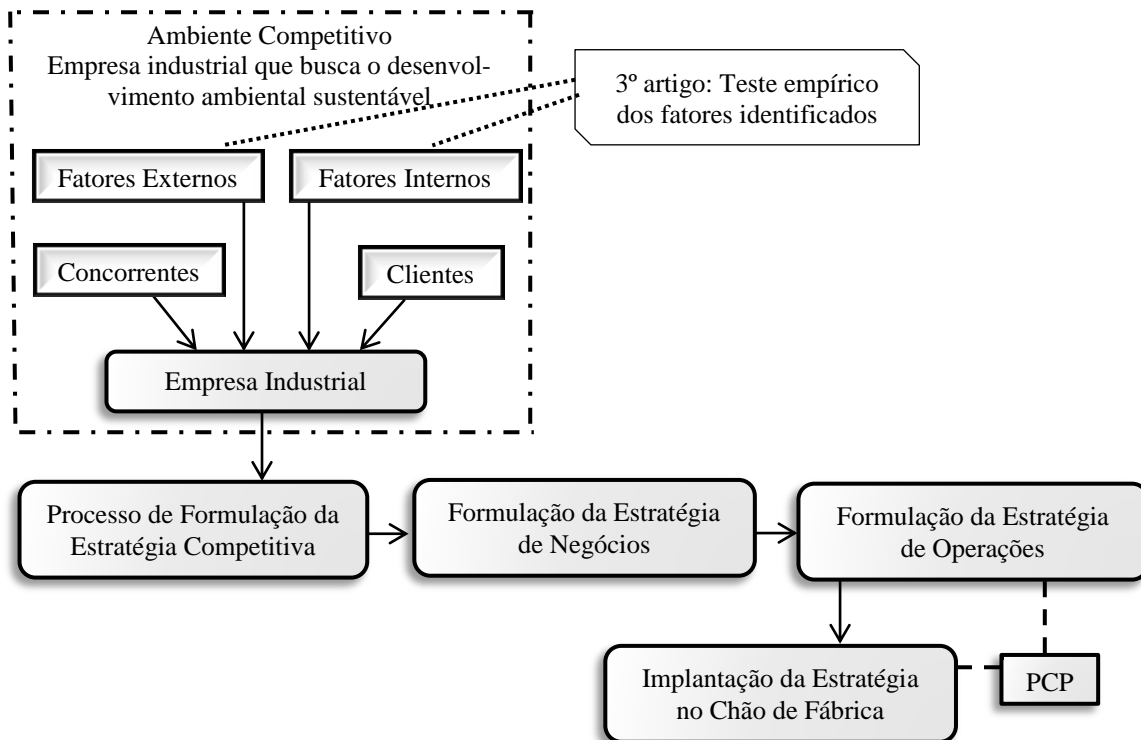 Ambiente Competitivo
Empresa industrial que busca o desenvol-
vimento ambiental sustentável
3º artigo: Teste empírico
dos fatores identificados
Fatores Externos
Fatores Internos
Concorrentes
Clientes
Empresa Industrial
Processo de Formulação da
Estratégia Competitiva
Formulação da Estratégia
de Negócios
Formulação da Estratégia
de Operações
Implantação da Estratégia
no Chão de Fábrica
PCP